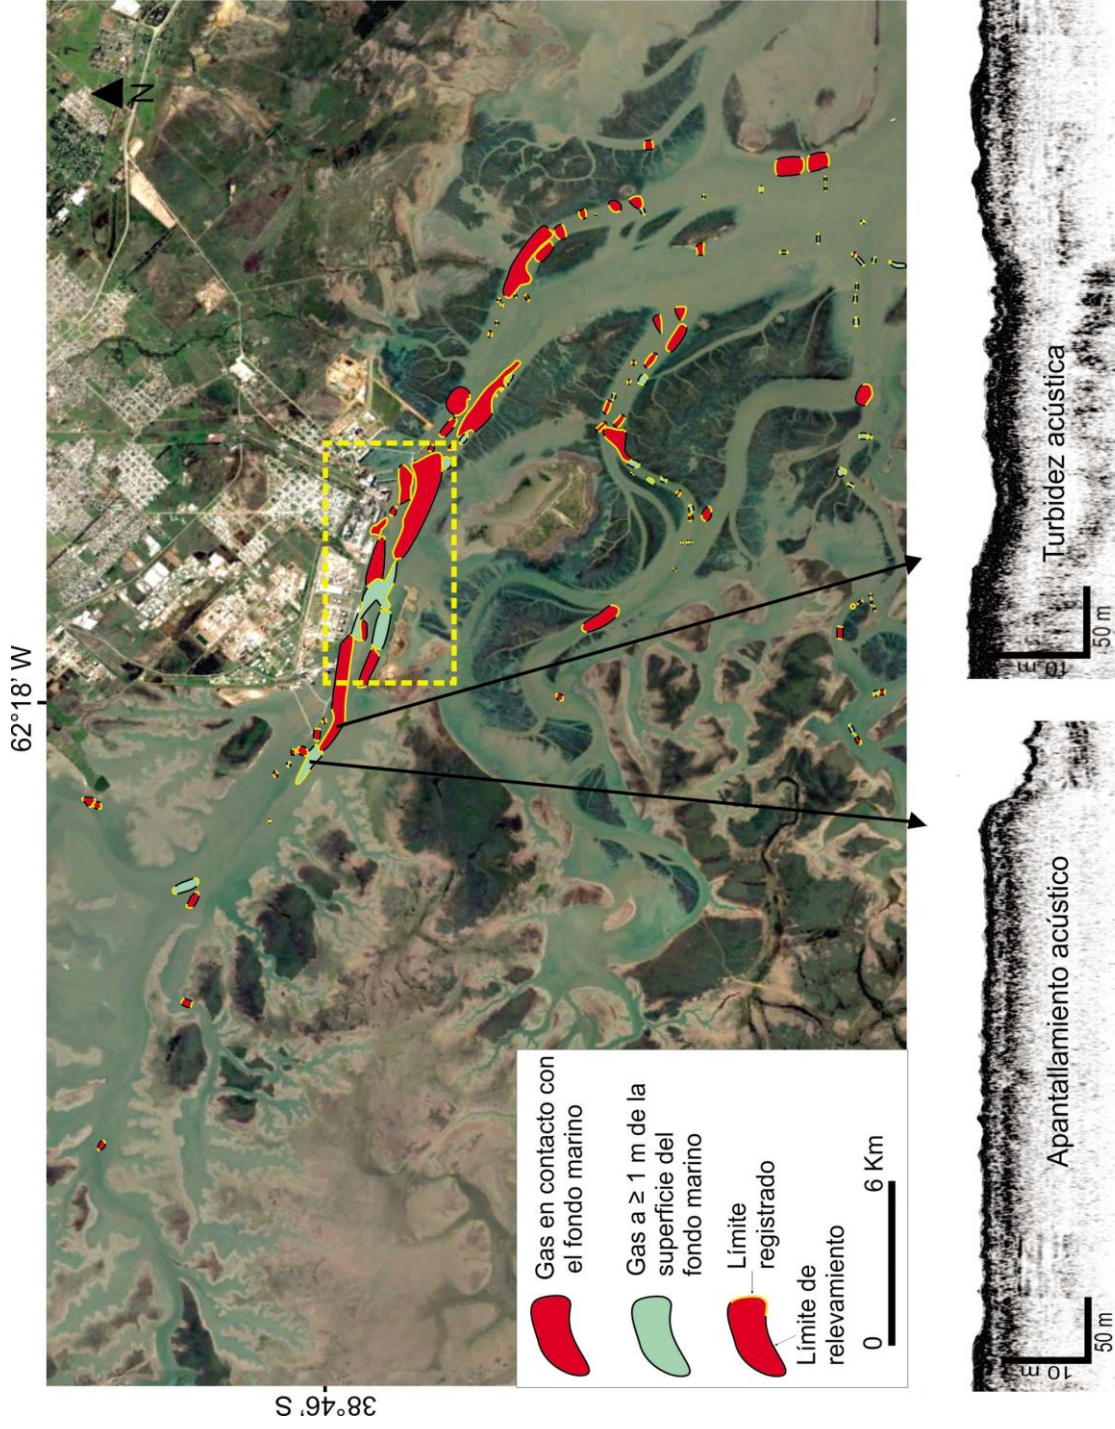 N
62°18' W
38°46' S
Gas en contacto con
el fondo marino
Gas a ≥ 1 m de la
superficie del
fondo marino
Límite
registrado
Límite de
relevamiento
0
6 Km
Apantallamiento acústico
10 m
50 m
Turbidez acústica
10 m
50 m